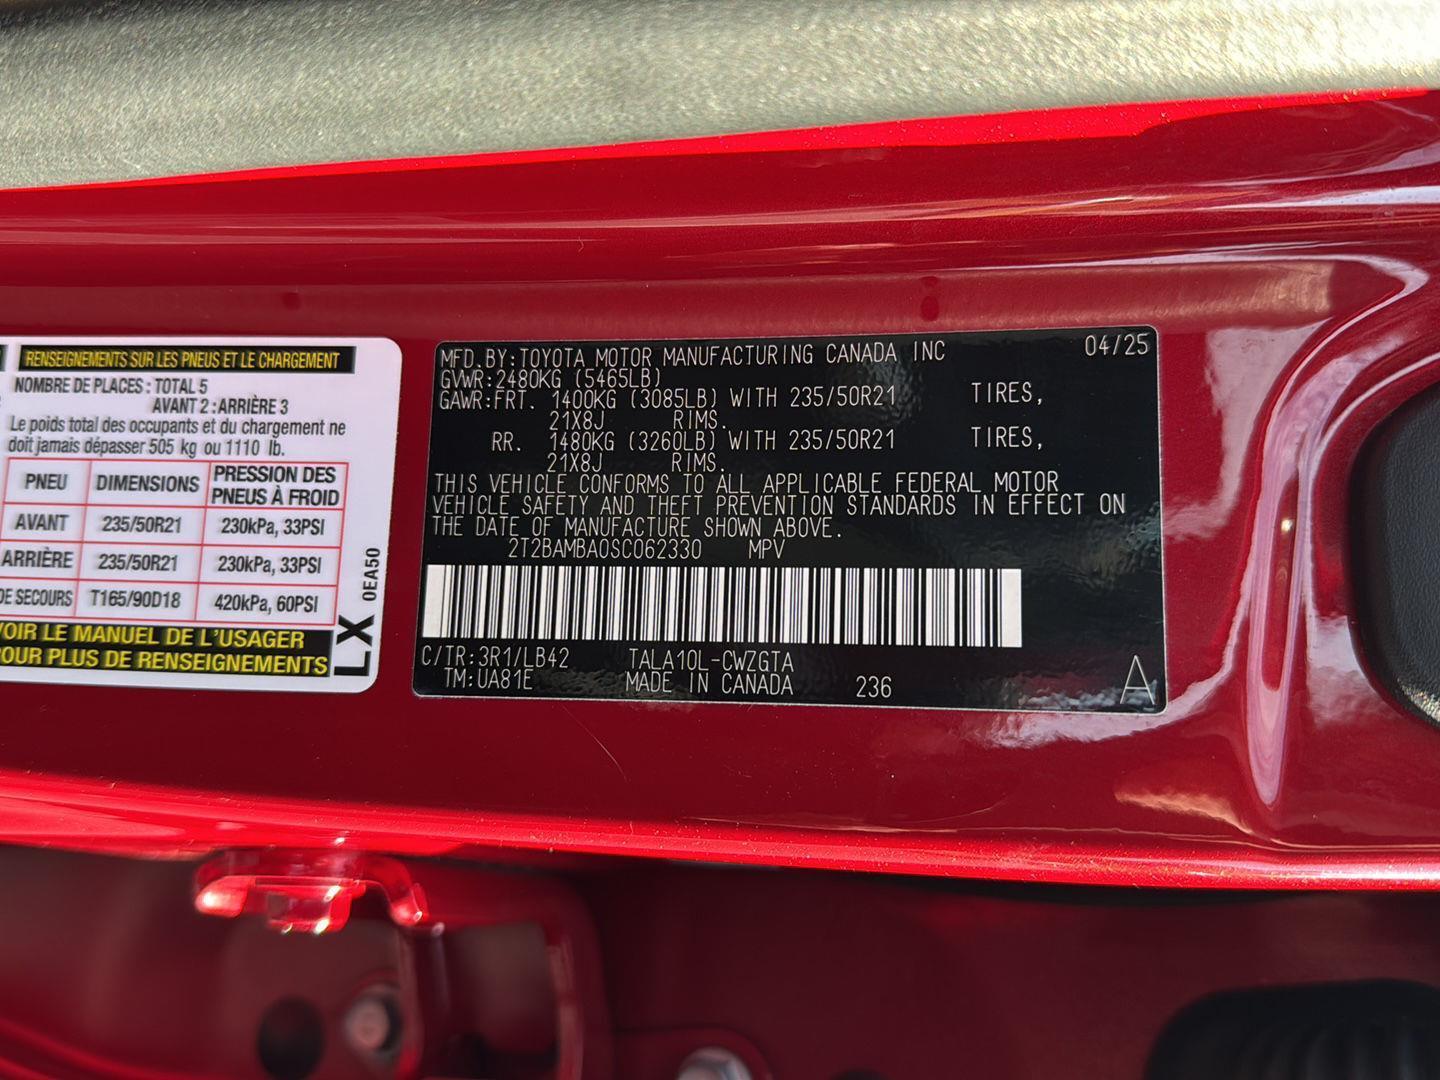 RENSEIGNEMENTS SUR LES PNEUS ET LE CHARGEMENT
NOMBRE DE PLACES : TOTAL 5
AVANT 2 : ARRIÈRE 3
Le poids total des occupants et du chargement ne
doit jamais dépasser 505 kg ou 1110 lb.
PNEU DIMENSIONS PRESSION DES PNEUS À FROID
AVANT 235/50R21 230kPa, 33PSI
ARRIÈRE 235/50R21 230kPa, 33PSI
DE SECOURS T165/90D18 420kPa, 60PSI
VOIR LE MANUEL DE L'USAGER
POUR PLUS DE RENSEIGNEMENTS
LX 0EA50
MFD.BY:TOYOTA MOTOR MANUFACTURING CANADA INC 04/25
GVWR:2480KG (5465LB)
GAWR:FRT. 1400KG (3085LB) WITH 235/50R21 TIRES,
21X8J RIMS.
RR. 1480KG (3260LB) WITH 235/50R21 TIRES,
21X8J RIMS.
THIS VEHICLE CONFORMS TO ALL APPLICABLE FEDERAL MOTOR
VEHICLE SAFETY AND THEFT PREVENTION STANDARDS IN EFFECT ON
THE DATE OF MANUFACTURE SHOWN ABOVE.
2T2BAMBA0SC062330 MPV
C/TR:3R1/LB42 TALA10L-CWZGTA
TM:UA81E MADE IN CANADA 236 A